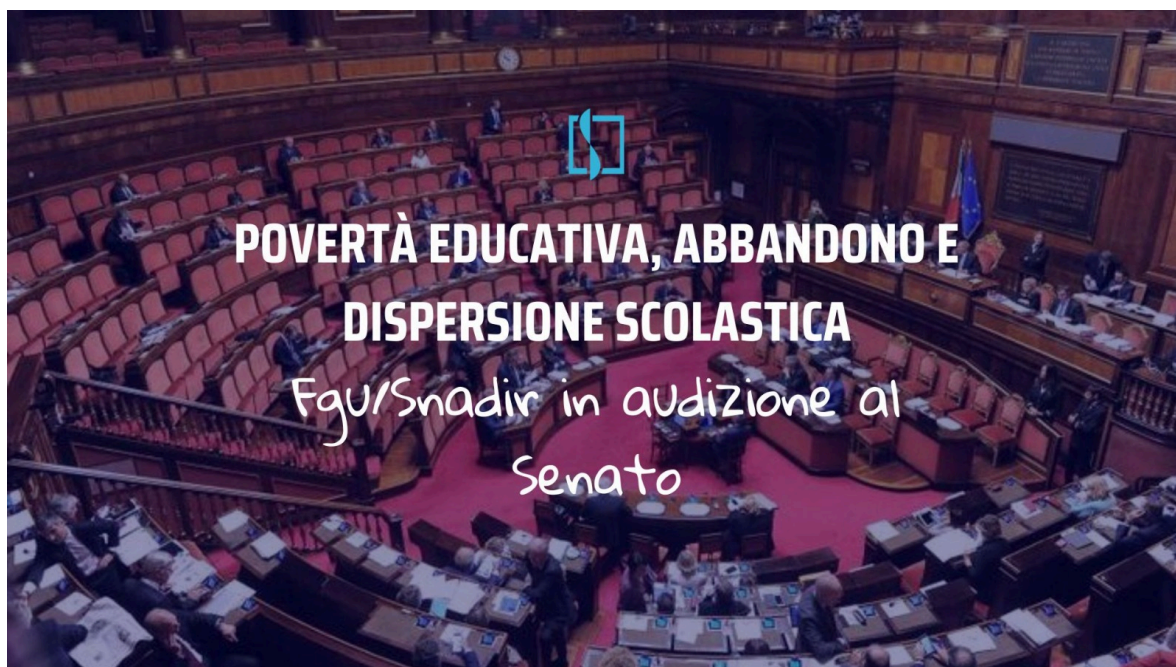 POVERTÀ EDUCATIVA, ABBANDONO E
DISPERSIONE SCOLASTICA
Fgu/Snadir in audizione al
Senato